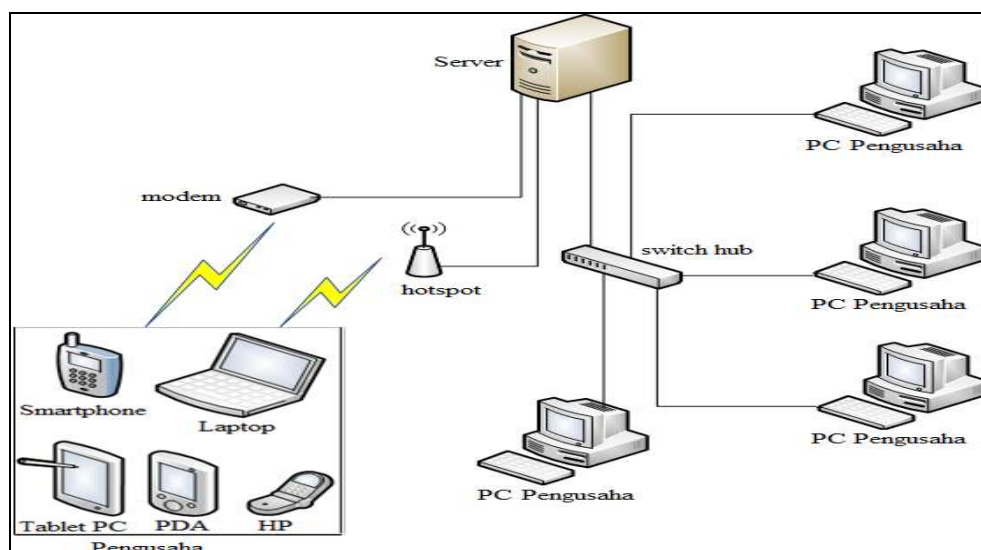 Server
PC Pengusaha
modem
hotspot
switch hub
PC Pengusaha
Smartphone
Laptop
PC Pengusaha
PC Pengusaha
Tablet PC
PDA
HP
Pengusaha